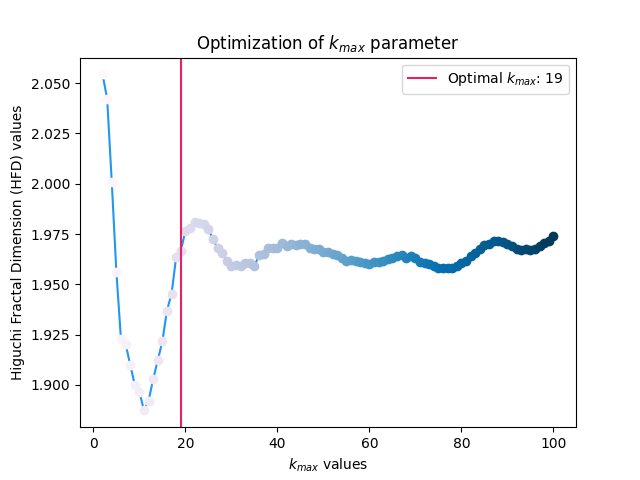 Optimization of $k_{max}$ parameter
Optimal $k_{max}$: 19
Higuchi Fractal Dimension (HFD) values
2.050
2.025
2.000
1.975
1.950
1.925
1.900
0 20 40 60 80 100
$k_{max}$ values